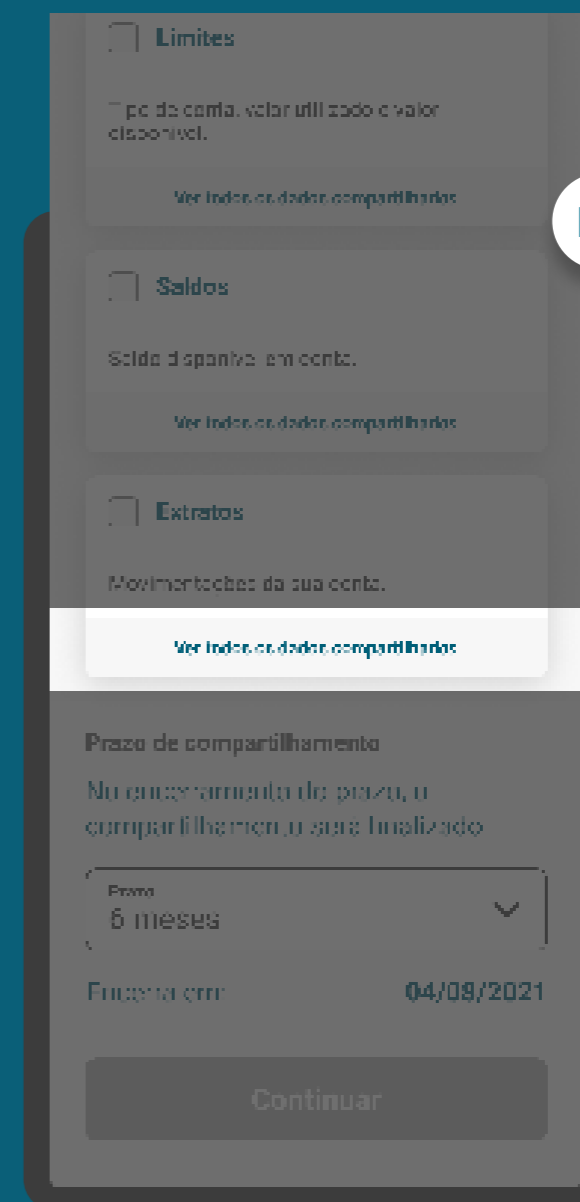 Limites
Tipo de conta, valor utilizado e valor
disponível.
Ver todos os dados compartilhados
Saldos
Saldo disponível em conta.
Ver todos os dados compartilhados
Extratos
Movimentações da sua conta.
Ver todos os dados compartilhados
Prazo de compartilhamento
No encerramento do prazo, o
compartilhamento será finalizado
Prazo
6 meses
Encerra em: 04/08/2021
Continuar